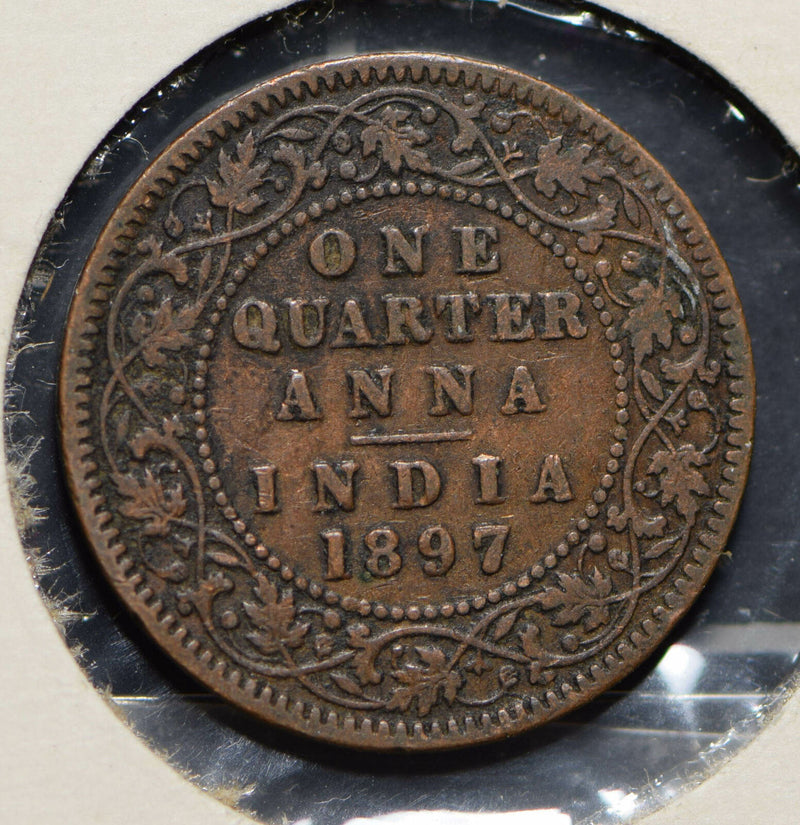 ONE
QUARTER
ANNA
INDIA
1897